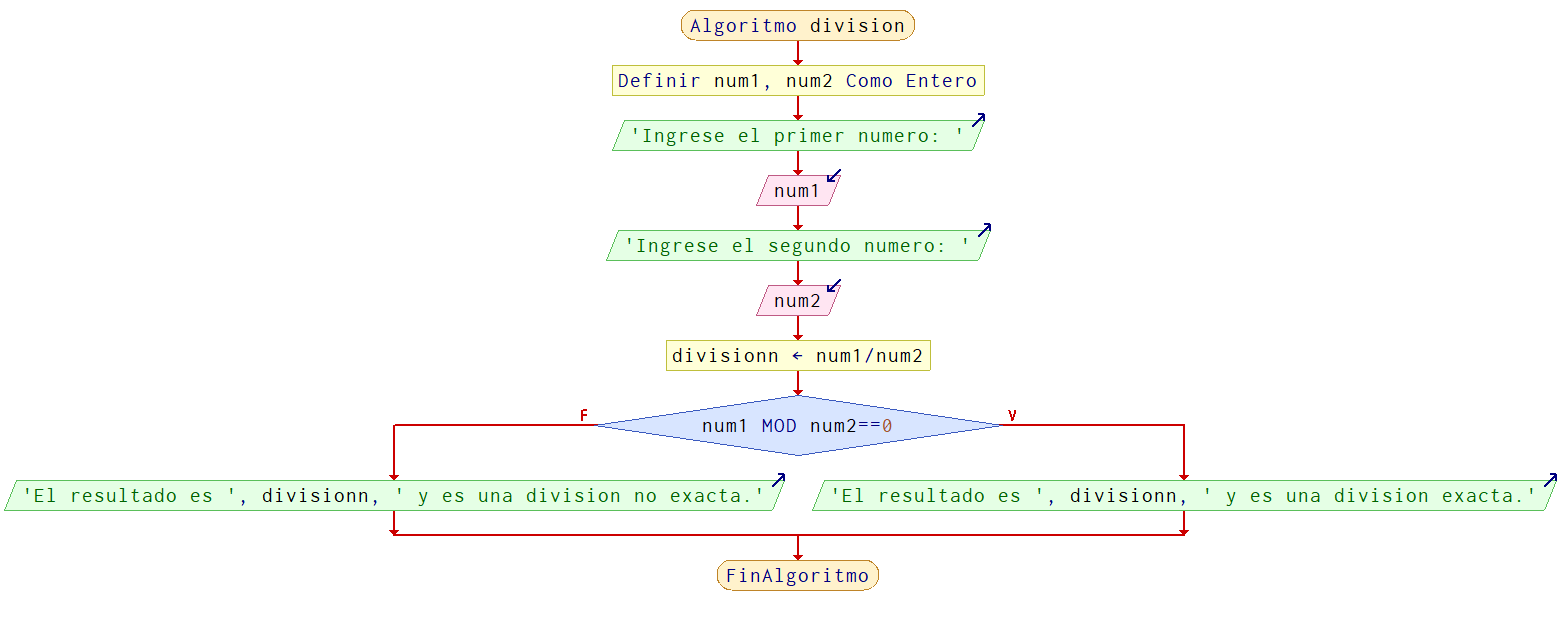 Algoritmo division
Definir num1, num2 Como Entero
'Ingrese el primer numero: '
num1
'Ingrese el segundo numero: '
num2
divisionn ← num1/num2
F
V
num1 MOD num2==0
'El resultado es ', divisionn, ' y es una division no exacta.'
'El resultado es ', divisionn, ' y es una division exacta.'
FinAlgoritmo